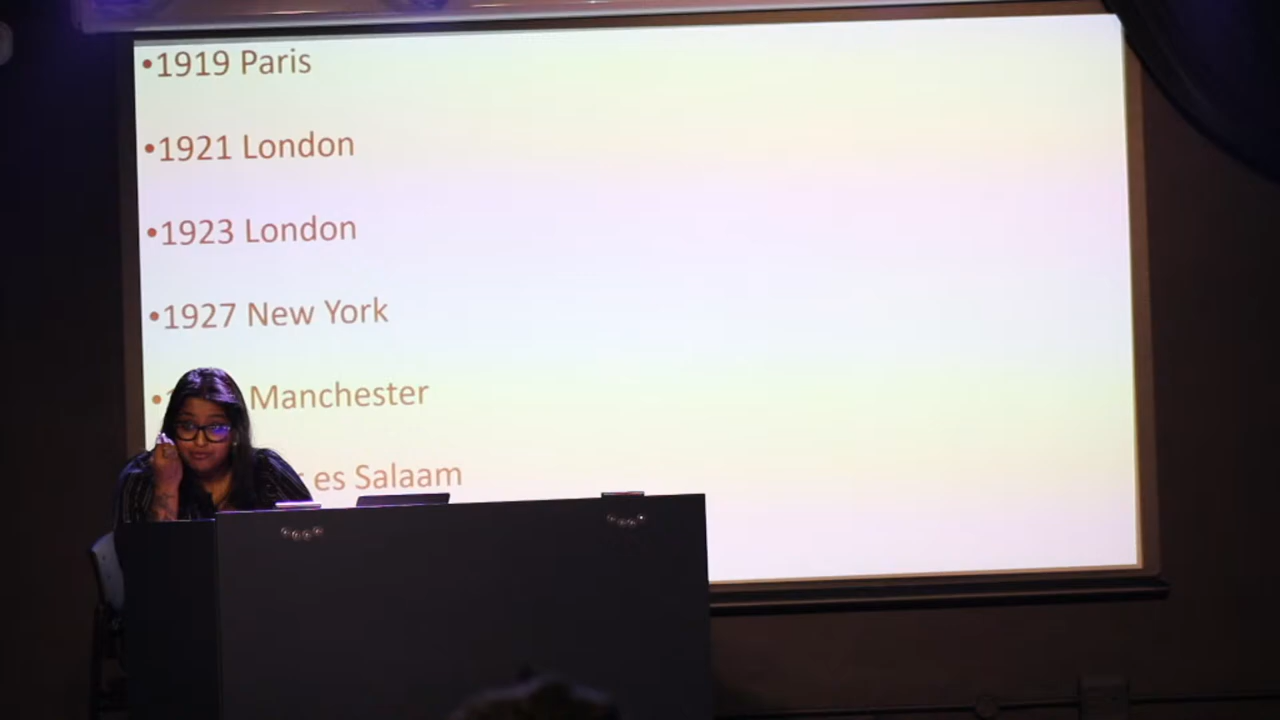 •1919 Paris
•1921 London
•1923 London
•1927 New York
• Manchester
es Salaam